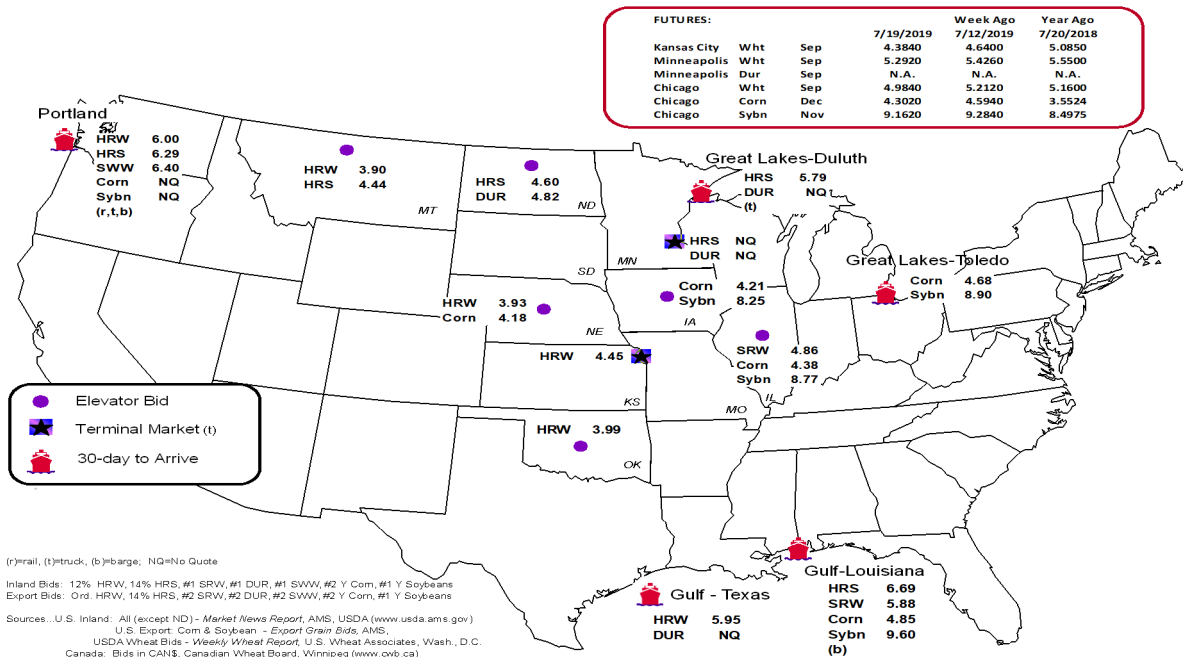 FUTURES: Week Ago Year Ago
7/19/2019 7/12/2019 7/20/2018
Kansas City Wht Sep 4.3840 4.6400 5.0850
Minneapolis Wht Sep 5.2920 5.4260 5.5500
Minneapolis Dur Sep N.A. N.A. N.A.
Chicago Wht Sep 4.9840 5.2120 5.1600
Chicago Corn Dec 4.3020 4.5940 3.5524
Chicago Sybn Nov 9.1620 9.2840 8.4975
Portland
HRW 6.00
HRS 6.29
SWW 6.40
Corn NQ
Sybn NQ
(r,t,b)
HRW 3.90
HRS 4.44
MT
HRS 4.60
DUR 4.82
ND
Great Lakes-Duluth
HRS 5.79
DUR NQ
(t)
HRS NQ
DUR NQ
MN
SD
Great Lakes-Toledo
Corn 4.68
Sybn 8.90
Corn 4.21
Sybn 8.25
IA
HRW 3.93
Corn 4.18
NE
SRW 4.86
Corn 4.38
Sybn 8.77
IL
HRW 4.45
KS
MO
HRW 3.99
OK
Elevator Bid
Terminal Market (t)
30-day to Arrive
Gulf-Louisiana
HRS 6.69
SRW 5.88
Corn 4.85
Sybn 9.60
(b)
Gulf - Texas
HRW 5.95
DUR NQ
(r)=rail, (t)=truck, (b)=barge; NQ=No Quote
Inland Bids: 12% HRW, 14% HRS, #1 SRW, #1 DUR, #1 SWW, #2 Y Corn, #1 Y Soybeans
Export Bids: Ord. HRW, 14% HRS, #2 SRW, #2 DUR, #2 SWW, #2 Y Corn, #1 Y Soybeans
Sources...U.S. Inland: All (except ND) - Market News Report, AMS, USDA (www.usda.ams.gov)
U.S. Export: Corn & Soybean - Export Grain Bids, AMS,
USDA Wheat Bids - Weekly Wheat Report, U.S. Wheat Associates, Wash., D.C.
Canada: Bids in CAN$, Canadian Wheat Board, Winnipeg (www.cwb.ca)